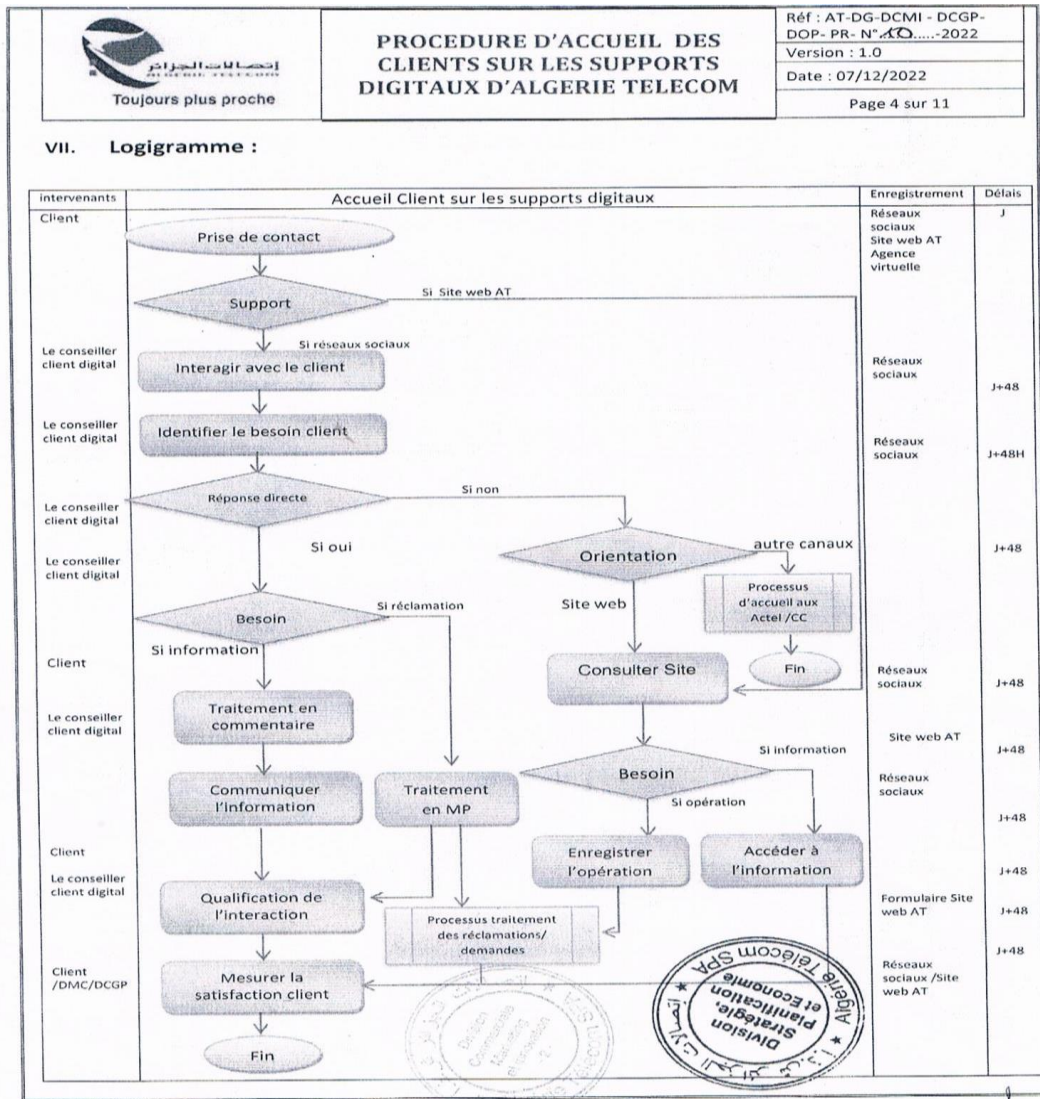 إتصالات الجزائر
ALGERIE TELECOM
Toujours plus proche
PROCEDURE D'ACCUEIL DES
CLIENTS SUR LES SUPPORTS
DIGITAUX D'ALGERIE TELECOM
Réf : AT-DG-DCMI - DCGP-
DOP- PR- N°10.....-2022
Version : 1.0
Date : 07/12/2022
Page 4 sur 11
VII. Logigramme :
intervenants
Accueil Client sur les supports digitaux
Enregistrement
Délais
Client
Prise de contact
Réseaux
sociaux
Site web AT
Agence
virtuelle
J
Support
Si Site web AT
Si réseaux sociaux
Le conseiller
client digital
Interagir avec le client
Réseaux
sociaux
J+48
Le conseiller
client digital
Identifier le besoin client
Réseaux
sociaux
J+48H
Réponse directe
Si non
Le conseiller
client digital
Si oui
Orientation
autre canaux
J+48
Le conseiller
client digital
Processus
d'accueil aux
Actel /CC
Site web
Besoin
Si réclamation
Si information
Client
Consulter Site
Fin
Réseaux
sociaux
J+48
Traitement en
commentaire
Le conseiller
client digital
Site web AT
J+48
Besoin
Si information
Si opération
Communiquer
l'information
Traitement
en MP
Réseaux
sociaux
J+48
Client
Enregistrer
l'opération
Accéder à
l'information
J+48
Le conseiller
client digital
Qualification de
l'interaction
Processus traitement
des réclamations/
demandes
Formulaire Site
web AT
J+48
J+48
Client
/DMC/DCGP
Mesurer la
satisfaction client
Réseaux
sociaux /Site
web AT
Fin
Division
Stratégie,
Planification
et Economie
Algérie Télécom SPA